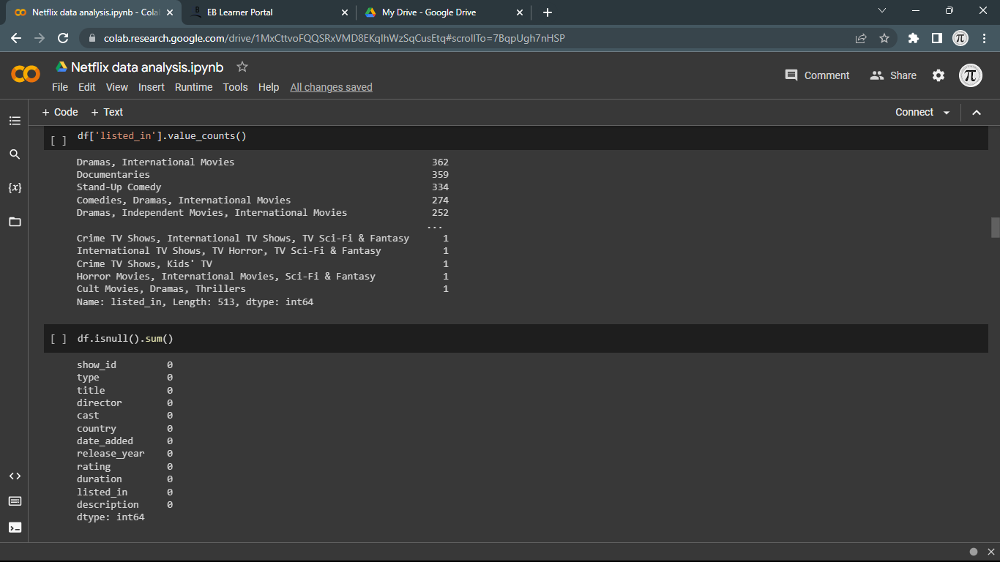 Netflix data analysis.ipynb - Cola
EB Learner Portal
My Drive - Google Drive
colab.research.google.com/drive/1MxCttvoFQQSRxVMD8EKqIhWzSqCusEtq#scrollTo=7BqpUgh7nHSP
Netflix data analysis.ipynb
Comment
Share
File Edit View Insert Runtime Tools Help All changes saved
+ Code + Text
Connect
[ ] df['listed_in'].value_counts()
Dramas, International Movies 362
Documentaries 359
Stand-Up Comedy 334
Comedies, Dramas, International Movies 274
Dramas, Independent Movies, International Movies 252
...
Crime TV Shows, International TV Shows, TV Sci-Fi & Fantasy 1
International TV Shows, TV Horror, TV Sci-Fi & Fantasy 1
Crime TV Shows, Kids' TV 1
Horror Movies, International Movies, Sci-Fi & Fantasy 1
Cult Movies, Dramas, Thrillers 1
Name: listed_in, Length: 513, dtype: int64
[ ] df.isnull().sum()
show_id 0
type 0
title 0
director 0
cast 0
country 0
date_added 0
release_year 0
rating 0
duration 0
listed_in 0
description 0
dtype: int64